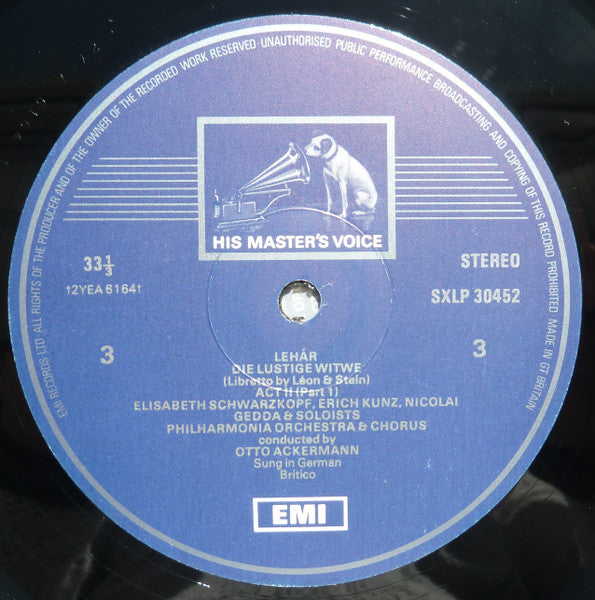 EMI RECORDS LTD ALL RIGHTS OF THE PRODUCER AND OF THE OWNER OF THE RECORDED WORK RESERVED · UNAUTHORISED PUBLIC PERFORMANCE BROADCASTING AND COPYING OF THIS RECORD PROHIBITED · MADE IN GT BRITAIN
HIS MASTER'S VOICE
33⅓
STEREO
†2YEA 6164†
SXLP 30452
3
3
LEHÁR
DIE LUSTIGE WITWE
(Libretto by Léon & Stein)
ACT II (Part 1)
ELISABETH SCHWARZKOPF, ERICH KUNZ, NICOLAI
GEDDA & SOLOISTS
PHILHARMONIA ORCHESTRA & CHORUS
conducted by
OTTO ACKERMANN
Sung in German
Britico
EMI